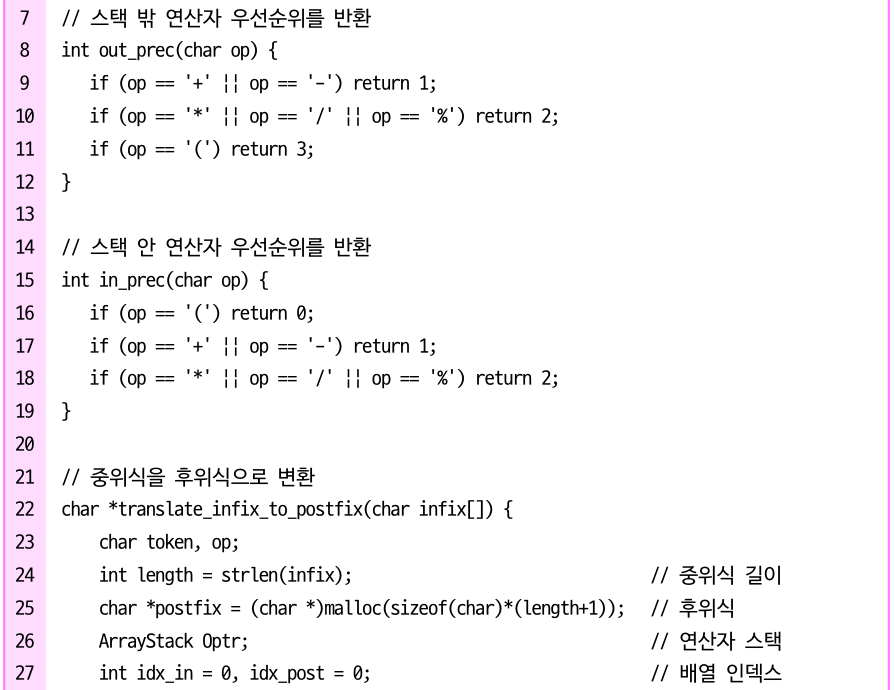 7 // 스택 밖 연산자 우선순위를 반환
8 int out_prec(char op) {
9 if (op == '+' || op == '-') return 1;
10 if (op == '*' || op == '/' || op == '%') return 2;
11 if (op == '(') return 3;
12 }
13
14 // 스택 안 연산자 우선순위를 반환
15 int in_prec(char op) {
16 if (op == '(') return 0;
17 if (op == '+' || op == '-') return 1;
18 if (op == '*' || op == '/' || op == '%') return 2;
19 }
20
21 // 중위식을 후위식으로 변환
22 char *translate_infix_to_postfix(char infix[]) {
23 char token, op;
24 int length = strlen(infix); // 중위식 길이
25 char *postfix = (char *)malloc(sizeof(char)*(length+1)); // 후위식
26 ArrayStack Optr; // 연산자 스택
27 int idx_in = 0, idx_post = 0; // 배열 인덱스